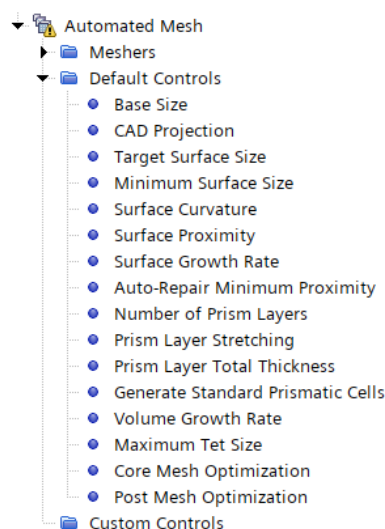 Automated Mesh
Meshers
Default Controls
Base Size
CAD Projection
Target Surface Size
Minimum Surface Size
Surface Curvature
Surface Proximity
Surface Growth Rate
Auto-Repair Minimum Proximity
Number of Prism Layers
Prism Layer Stretching
Prism Layer Total Thickness
Generate Standard Prismatic Cells
Volume Growth Rate
Maximum Tet Size
Core Mesh Optimization
Post Mesh Optimization
Custom Controls